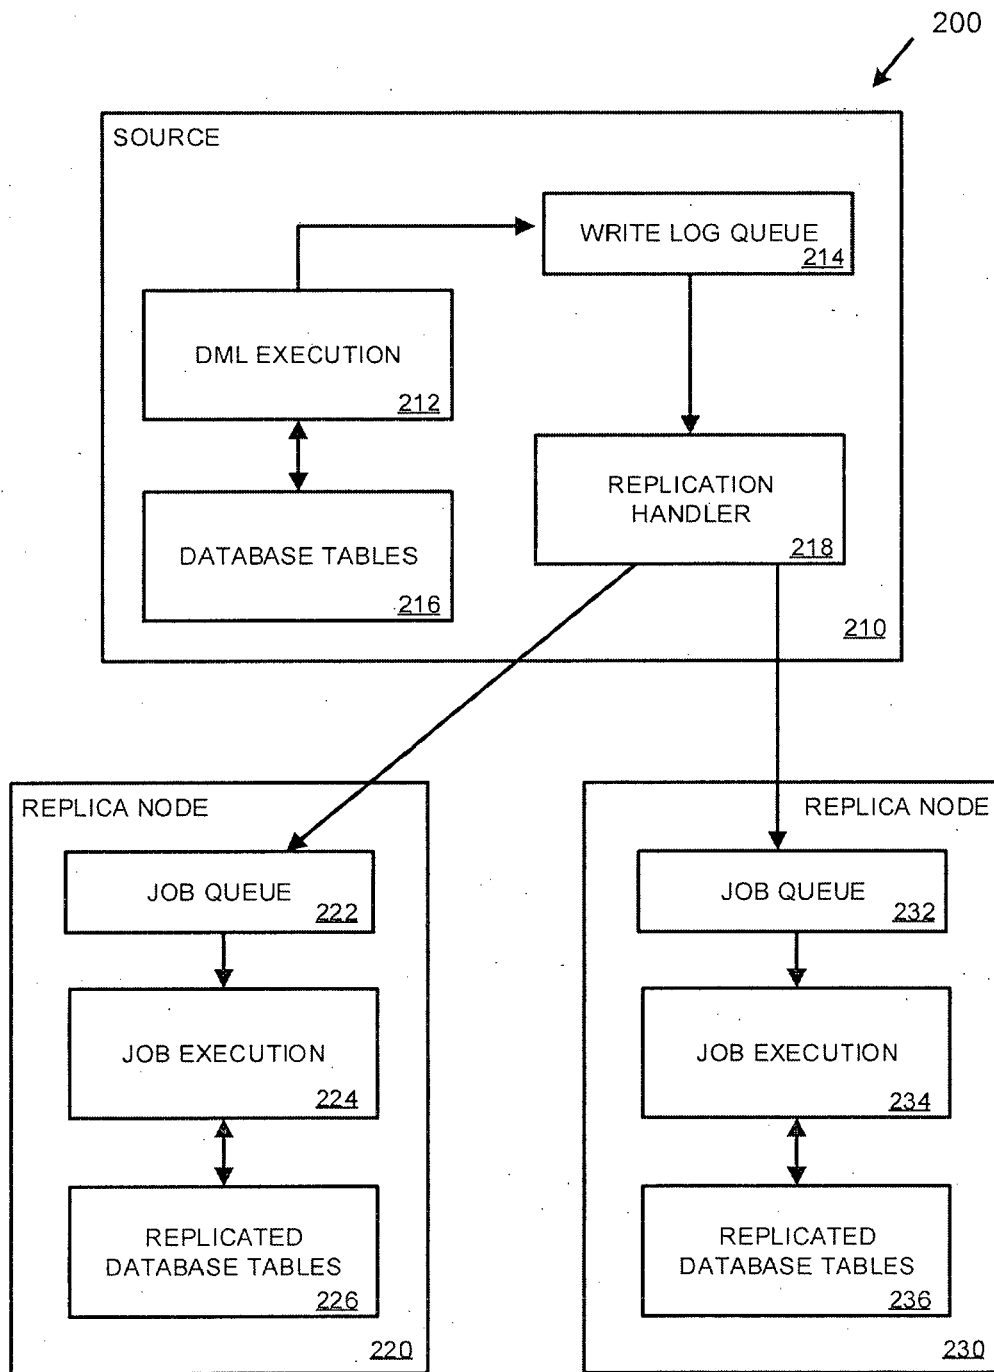 200
SOURCE
WRITE LOG QUEUE
214
DML EXECUTION
212
REPLICATION
HANDLER
218
DATABASE TABLES
216
210
REPLICA NODE
JOB QUEUE
222
JOB EXECUTION
224
REPLICATED
DATABASE TABLES
226
220
REPLICA NODE
JOB QUEUE
232
JOB EXECUTION
234
REPLICATED
DATABASE TABLES
236
230